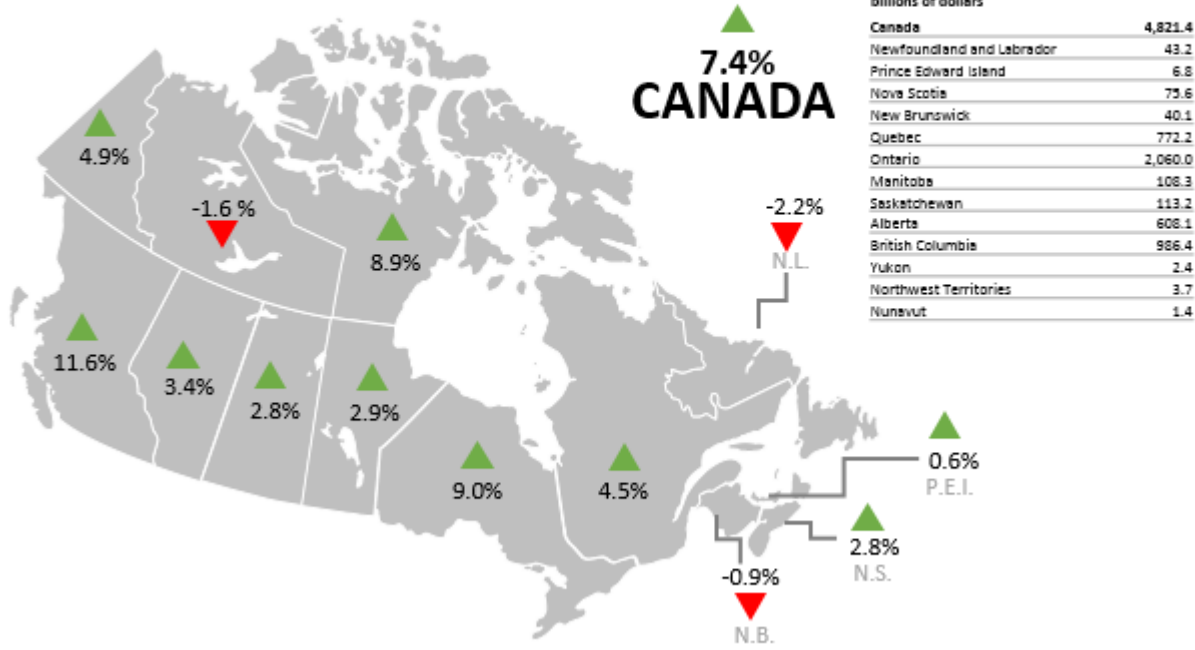 billions of dollars
Canada 4,821.4
Newfoundland and Labrador 43.2
Prince Edward Island 6.8
Nova Scotia 75.6
New Brunswick 40.1
Quebec 772.2
Ontario 2,060.0
Manitoba 108.3
Saskatchewan 113.2
Alberta 608.1
British Columbia 986.4
Yukon 2.4
Northwest Territories 3.7
Nunavut 1.4
7.4%
CANADA
4.9%
-1.6 %
8.9%
-2.2%
N.L.
11.6%
3.4%
2.8%
2.9%
9.0%
4.5%
0.6%
P.E.I.
2.8%
N.S.
-0.9%
N.B.